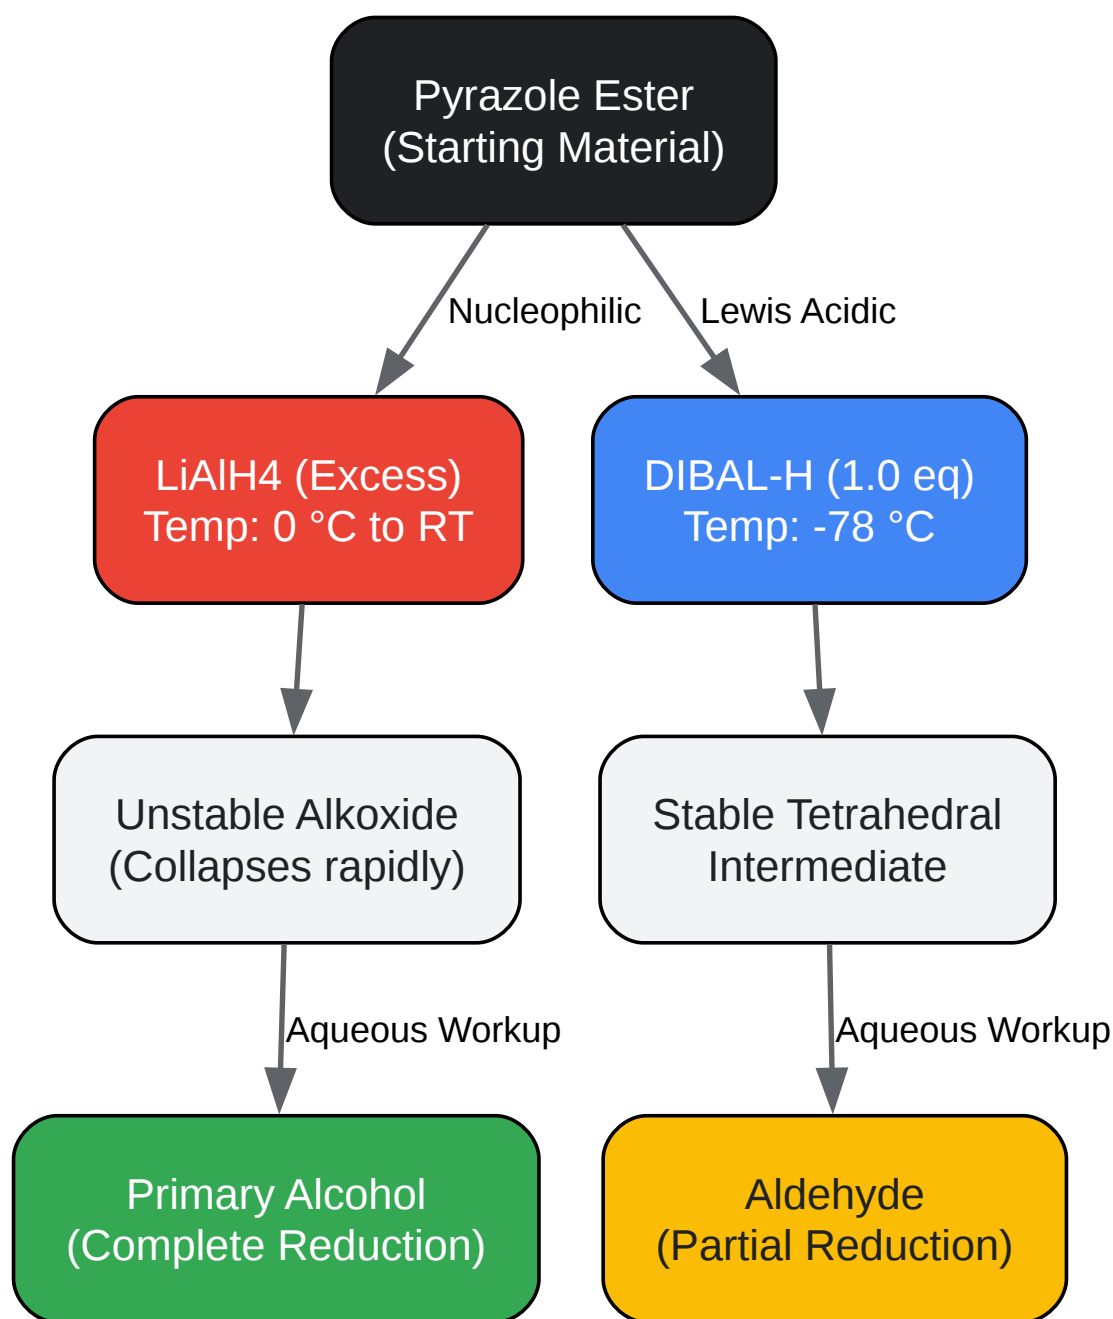 Pyrazole Ester
(Starting Material)
Nucleophilic
Lewis Acidic
LiAlH4 (Excess)
Temp: 0 °C to RT
DIBAL-H (1.0 eq)
Temp: -78 °C
Unstable Alkoxide
(Collapses rapidly)
Stable Tetrahedral
Intermediate
Aqueous Workup
Aqueous Workup
Primary Alcohol
(Complete Reduction)
Aldehyde
(Partial Reduction)